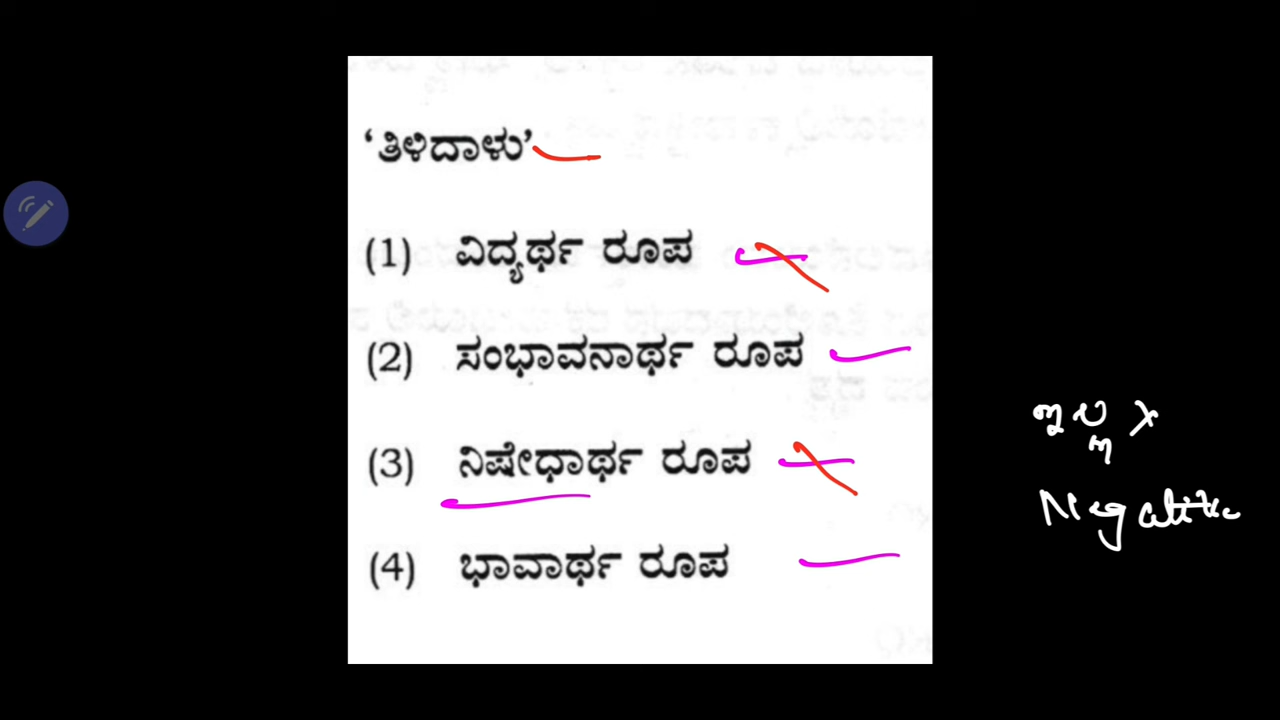 ‘ತಿಳಿದಾಳು’
(1) ವಿದ್ಯರ್ಥ ರೂಪ
(2) ಸಂಭಾವನಾರ್ಥ ರೂಪ
(3) ನಿಷೇಧಾರ್ಥ ರೂಪ
(4) ಭಾವಾರ್ಥ ರೂಪ
Negative